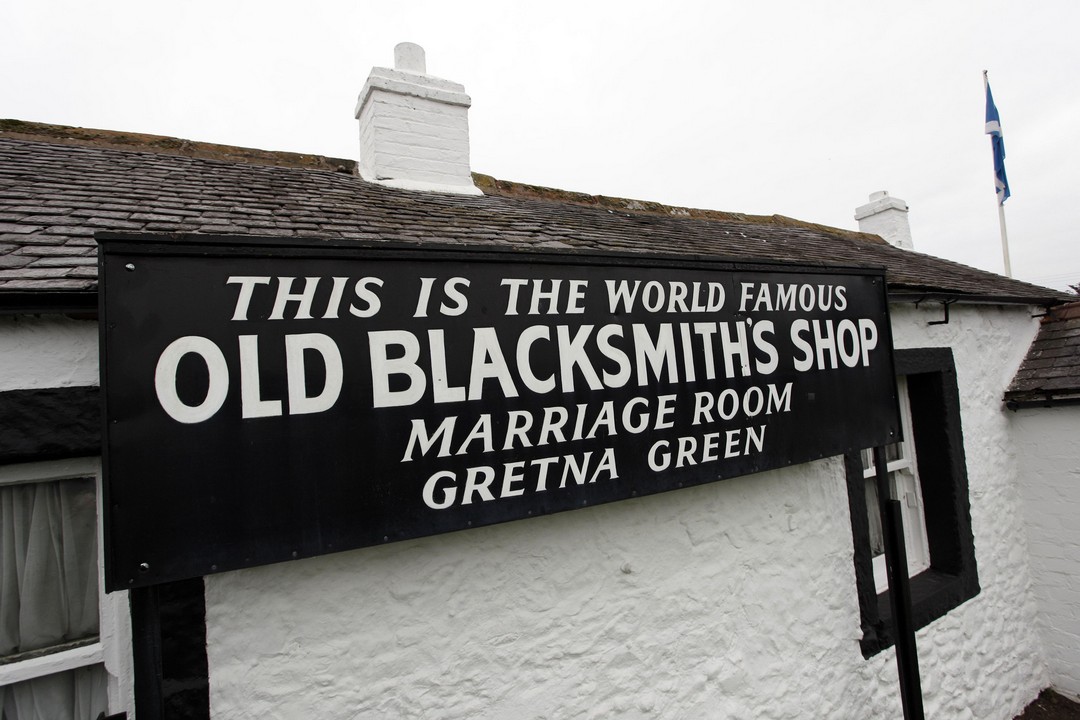 THIS IS THE WORLD FAMOUS
OLD BLACKSMITH'S SHOP
MARRIAGE ROOM
GRETNA GREEN